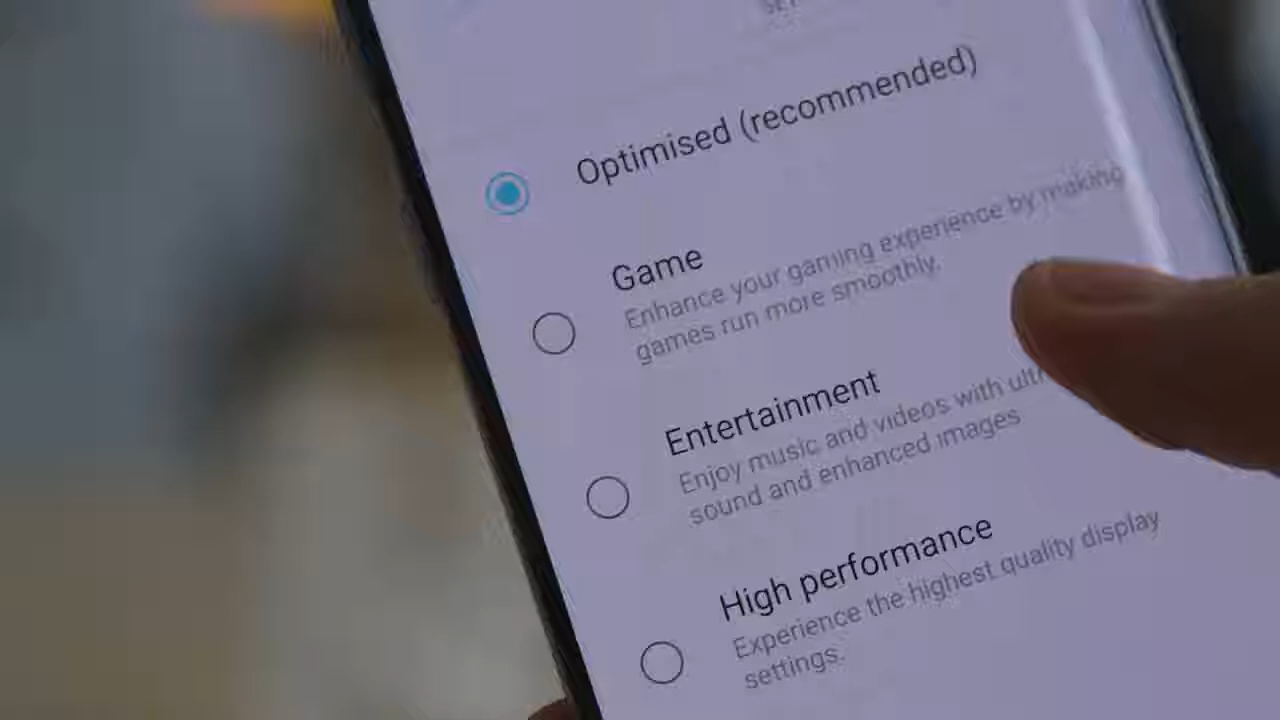 Optimised (recommended)
Game
Enhance your gaming experience by making
games run more smoothly.
Entertainment
Enjoy music and videos with
sound and enhanced images
High performance
Experience the highest quality display
settings.